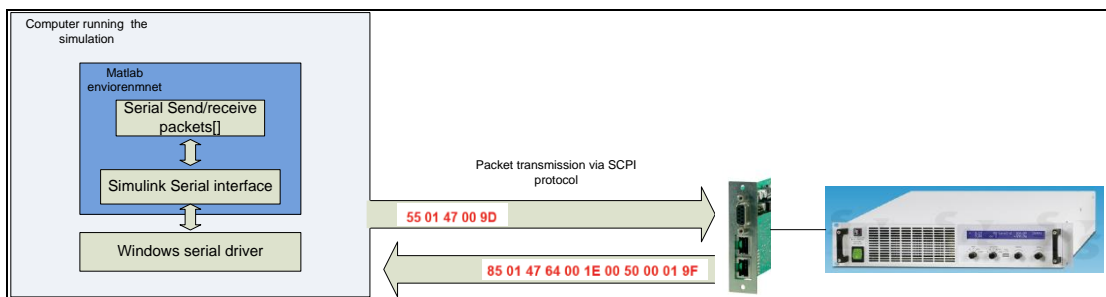 Computer running the
simulation
Matlab
enviorenmnet
Serial Send/receive
packets[]
Simulink Serial interface
Windows serial driver
Packet transmission via SCPI
protocol
55 01 47 00 9D
85 01 47 64 00 1E 00 50 00 01 9F